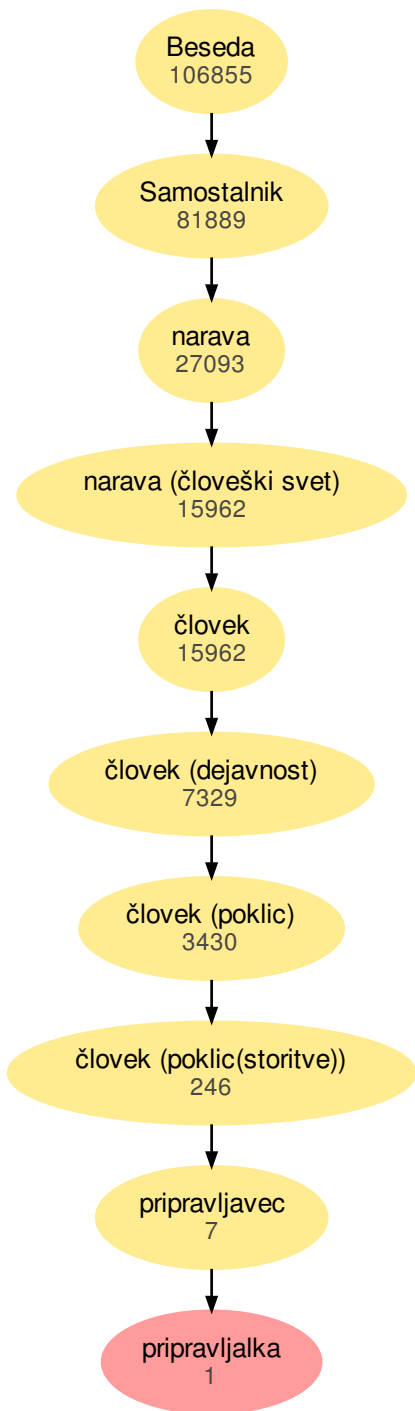 Beseda
106855
Samostalnik
81889
narava
27093
narava (človeški svet)
15962
človek
15962
človek (dejavnost)
7329
človek (poklic)
3430
človek (poklic(storitve))
246
pripravljavec
7
pripravljalka
1